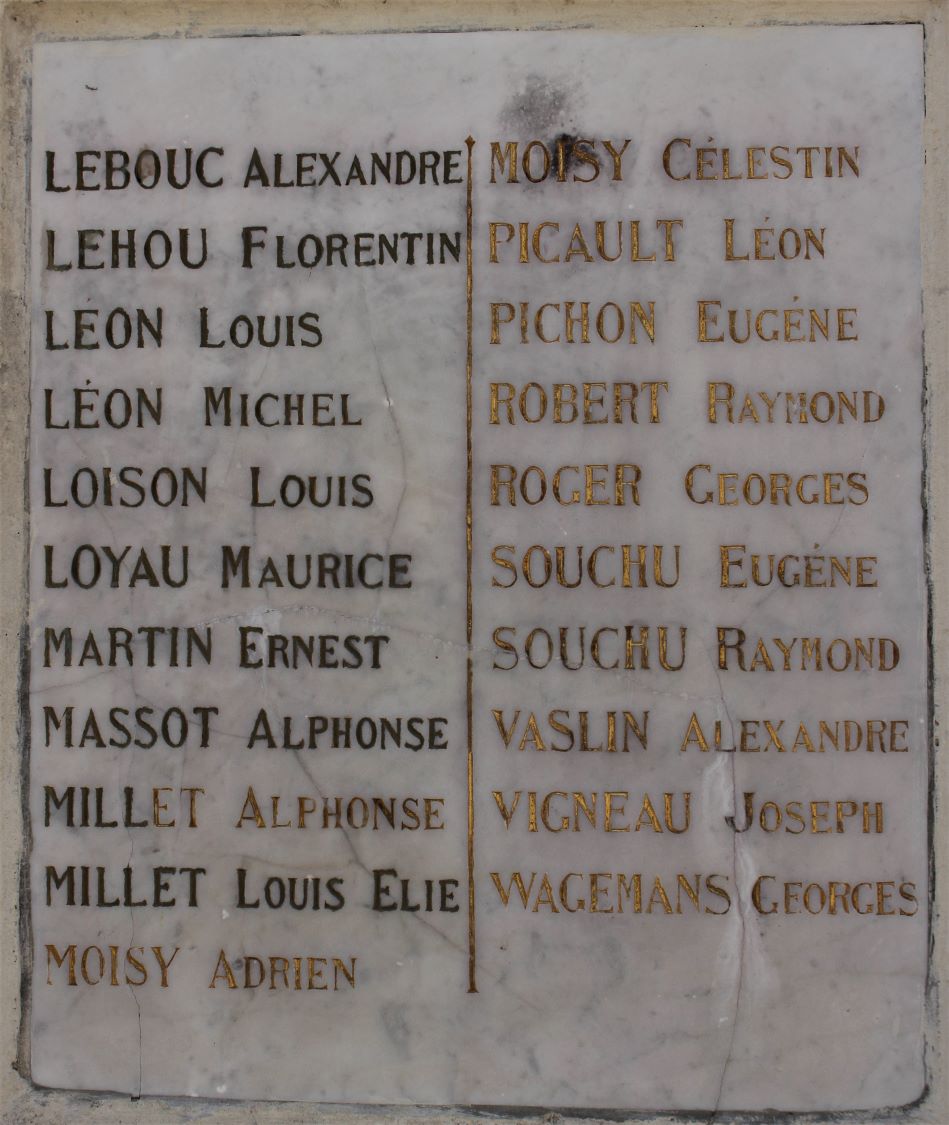 LEBOUC ALEXANDRE
LEHOU FLORENTIN
LÉON LOUIS
LÉON MICHEL
LOISON LOUIS
LOYAU MAURICE
MARTIN ERNEST
MASSOT ALPHONSE
MILLET ALPHONSE
MILLET LOUIS ELIE
MOISY ADRIEN
MOISY CÉLESTIN
PICAULT LÉON
PICHON EUGÉNE
ROBERT RAYMOND
ROGER GEORGES
SOUCHU EUGÉNE
SOUCHU RAYMOND
VASLIN ALEXANDRE
VIGNEAU JOSEPH
WAGEMANS GEORGES